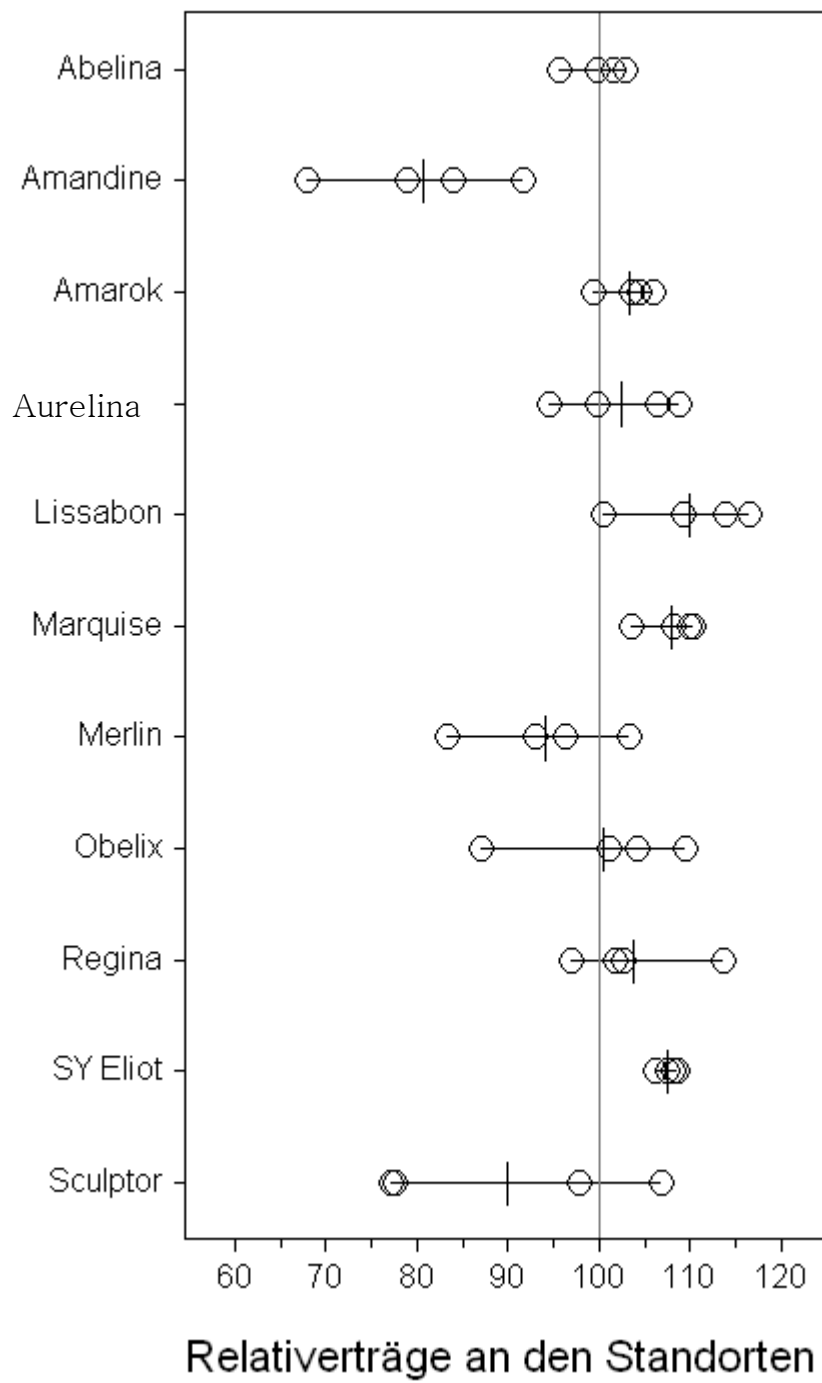 Abelina
Amandine
Amarok
Aurelina
Lissabon
Marquise
Merlin
Obelix
Regina
SY Eliot
Sculptor
60 70 80 90 100 110 120
Relativerträge an den Standorten